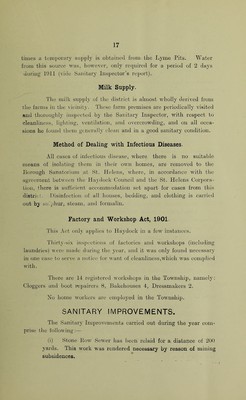 17
times a temporary supply is obtained from the Lyme Pits. Water
from this source was, however, only required for a period of 2 days
during 1911 (vide Sanitary Inspector's report).
Milk Supply.
The milk supply of the district is almost wholly derived from
the farms in the vicinity. These farm premises are periodically visited
and thoroughly inspected by the Sanitary Inspector, with respect to
cleanliness, lighting, ventilation, and overcrowding, and on all occa-
sions he found them generally clean and in a good sanitary condition.
Method of Dealing with Infectious Diseases.
All cases of infectious disease, where there is no suitable
means of isolating them in their own homes, are removed to the
Borough Sanatorium at St. Helens, where, in accordance with the
agreement between the Haydock Council and the St. Helens Corpora-
tion, there is sufficient accommodation set apart for cases from this
district. Disinfection of all houses, bedding, and clothing is carried
out by sulphur, steam, and formalin.
Factory and Workshop Act, 1901.
This Act only applies to Haydock in a few instances.
Thirty-six inspections of factories and workshops (including
laundries) were made during the year, and it was only found necessary
in one case to serve a notice for want of cleanliness, which was complied
with.
There are 14 registered workshops in the Township, namely:
Cloggers and boot repairers 8, Bakehouses 4, Dressmakers 2.
No home workers are employed in the Township.
SANITARY IMPROVEMENTS.
The Sanitary Improvements carried out during the year com-
prise the following:—
(i) Stone Row Sewer has been relaid for a distance of 200
yards. This work was rendered necessary by reason of mining
subsidences.